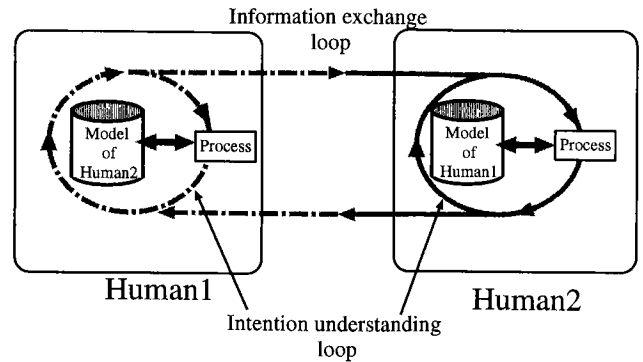 Information exchange
loop
Model
of
Human2
Process
Model
of
Human1
Process
Human1
Human2
Intention understanding
loop